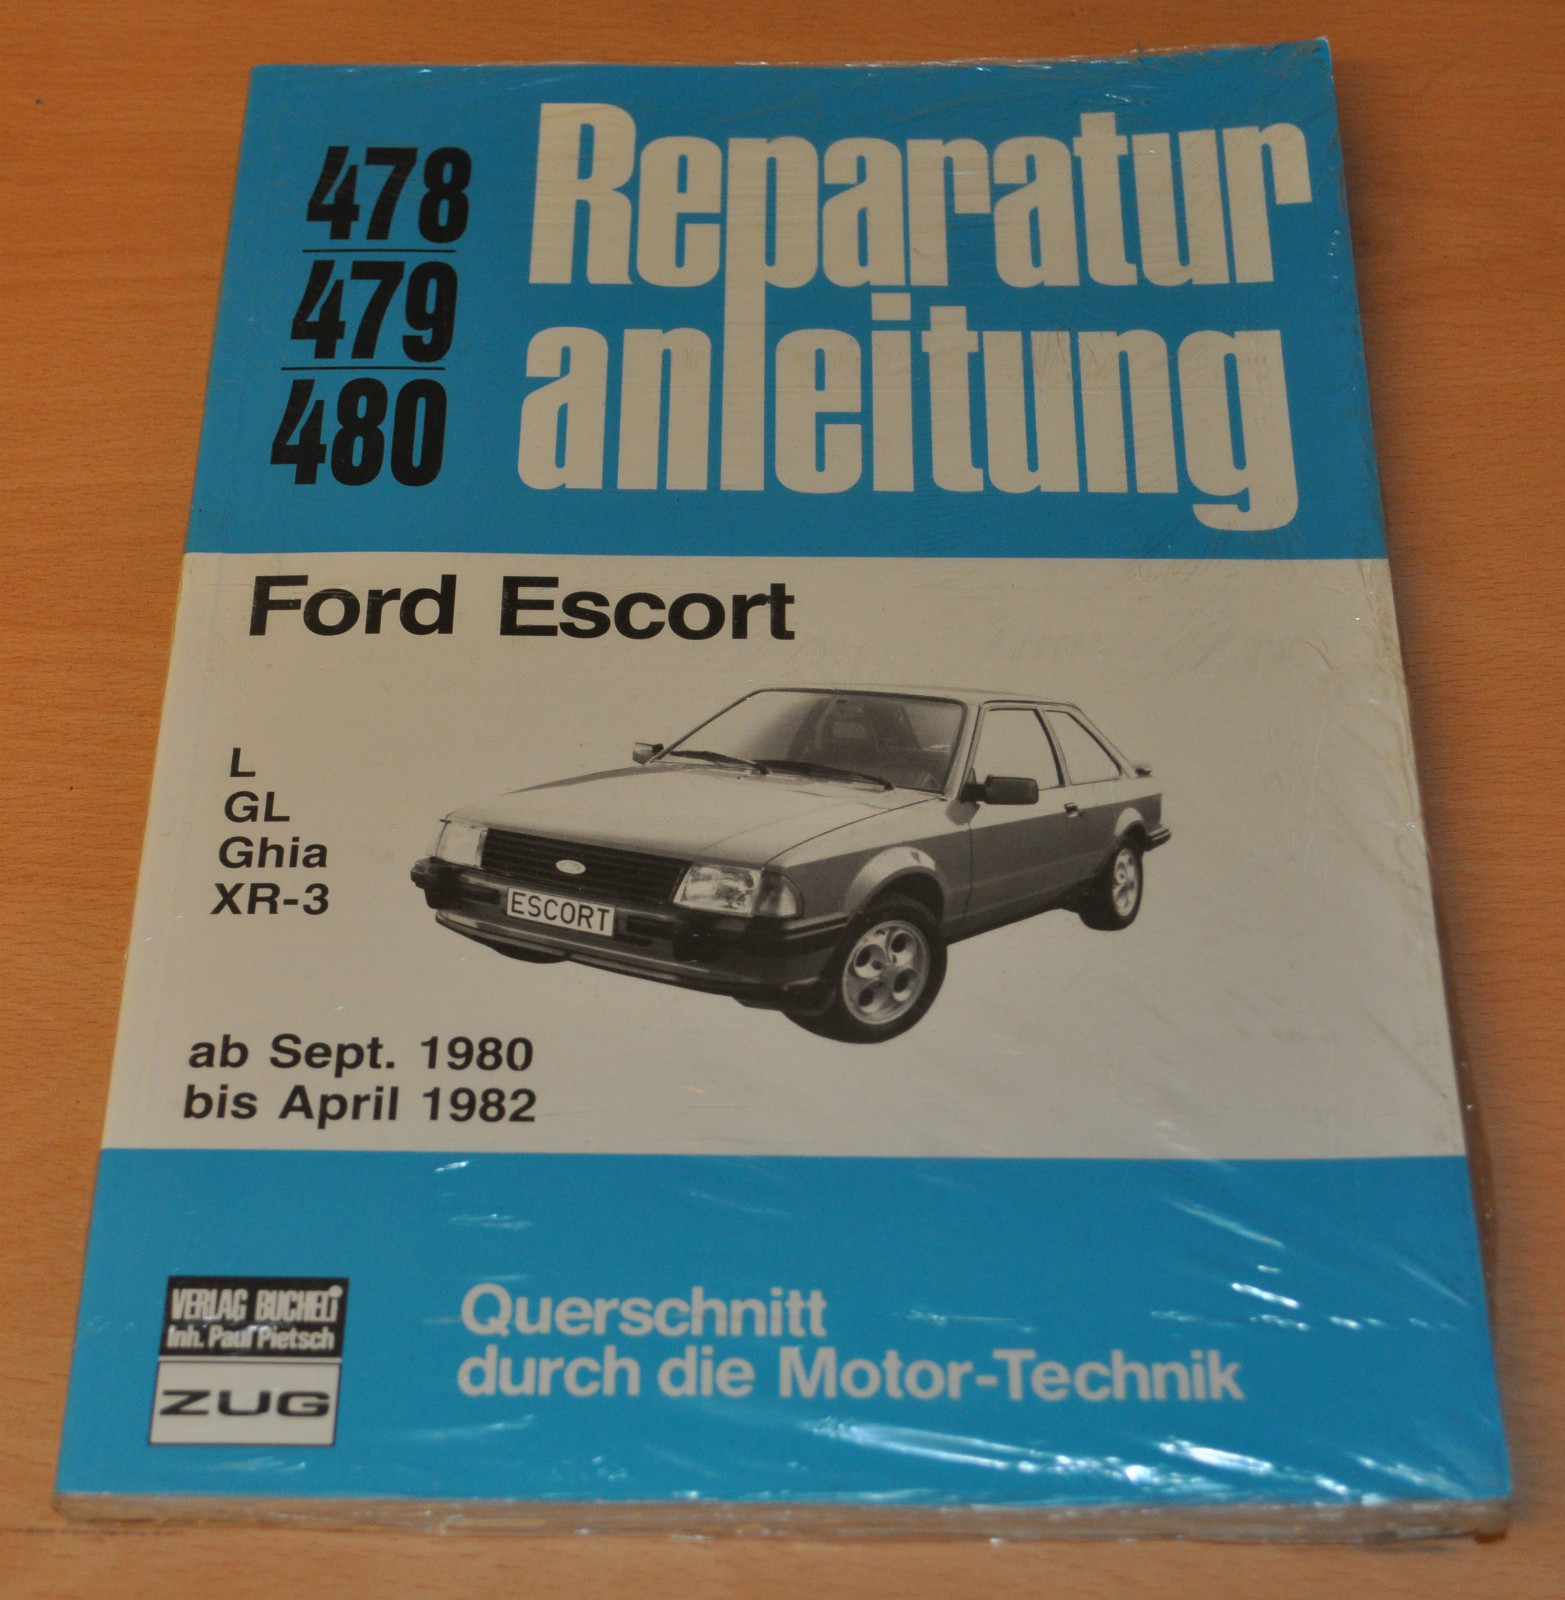 478
479
480
Reparatur
anleitung
Ford Escort
L
GL
Ghia
XR-3
ESCORT
ab Sept. 1980
bis April 1982
VERLAG BUCHELI
Inh. Paul Pietsch
ZUG
Querschnitt
durch die Motor-Technik